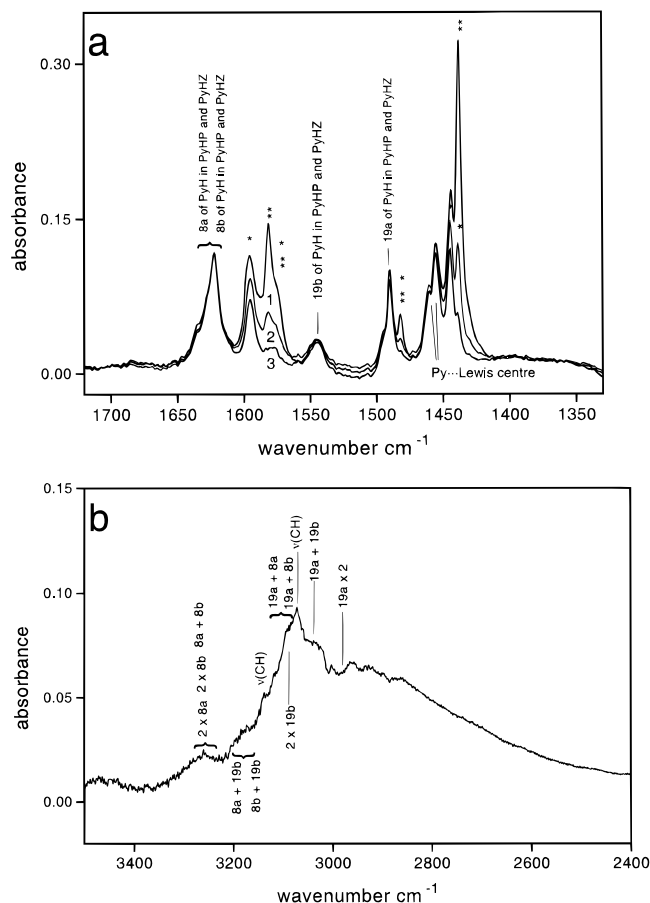 a
**
0.30
0.15
0.00
absorbance
8a of PyH in PyHP and PyHZ
8b of PyH in PyHP and PyHZ
*
**
** *
1
2
3
19b of PyH in PyHP and PyHZ
19a of PyH in PyHP and PyHZ
** *
*
Py···Lewis centre
1700 1650 1600 1550 1500 1450 1400 1350
wavenumber cm -1
b
0.15
0.10
0.05
0.00
absorbance
2 x 8a 2 x 8b 8a + 8b
8a + 19b
8b + 19b
ν(CH)
19a + 8a
19a + 8b
ν(CH)
2 x 19b
19a + 19b
19a x 2
3400 3200 3000 2800 2600 2400
wavenumber cm -1